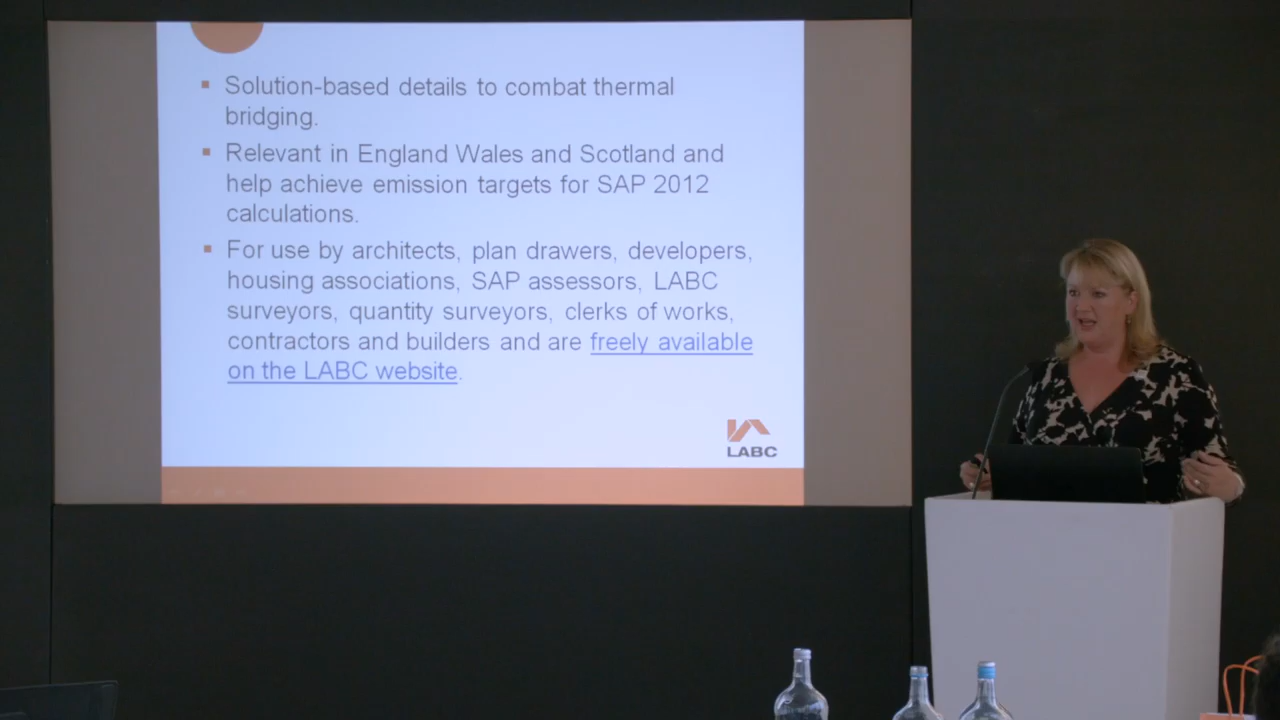 Solution-based details to combat thermal
bridging.
Relevant in England Wales and Scotland and
help achieve emission targets for SAP 2012
calculations.
For use by architects, plan drawers, developers,
housing associations, SAP assessors, LABC
surveyors, quantity surveyors, clerks of works,
contractors and builders and are freely available
on the LABC website.
LABC